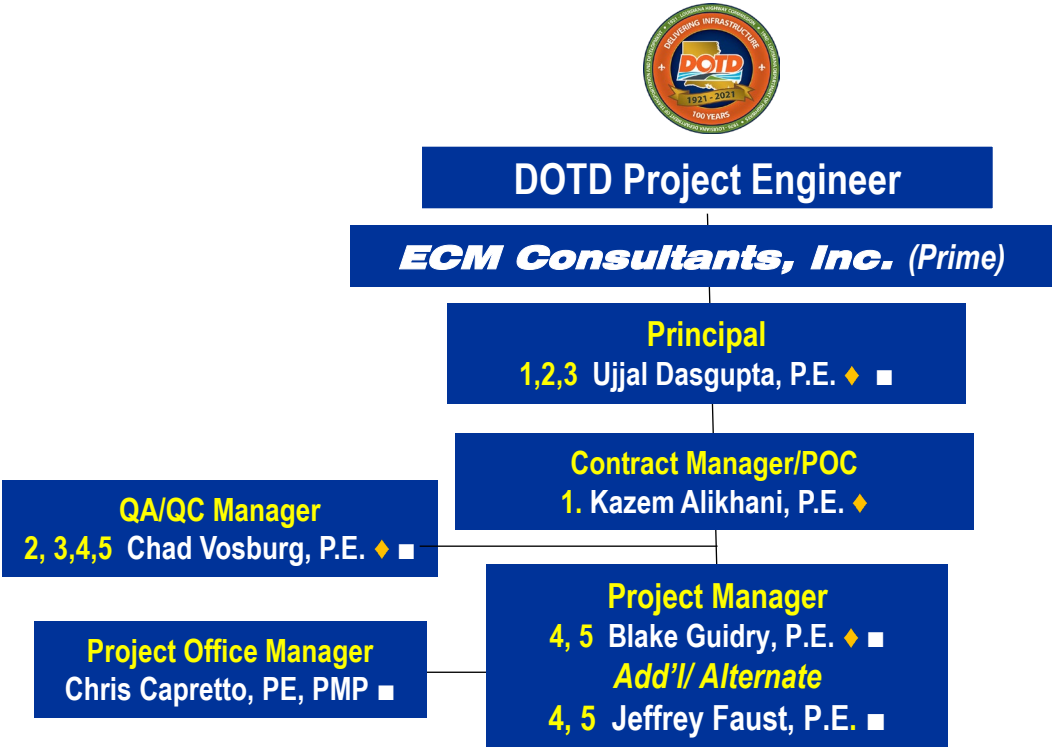 DELIVERING INFRASTRUCTURE
DOTD
1921 - 2021
100 YEARS
DOTD Project Engineer
ECM Consultants, Inc. (Prime)
Principal
1,2,3 Ujjal Dasgupta, P.E. ♦ ■
Contract Manager/POC
1. Kazem Alikhani, P.E. ♦
QA/QC Manager
2, 3,4,5 Chad Vosburg, P.E. ♦ ■
Project Manager
4, 5 Blake Guidry, P.E. ♦ ■
Add'l/ Alternate
4, 5 Jeffrey Faust, P.E. ■
Project Office Manager
Chris Capretto, PE, PMP ■